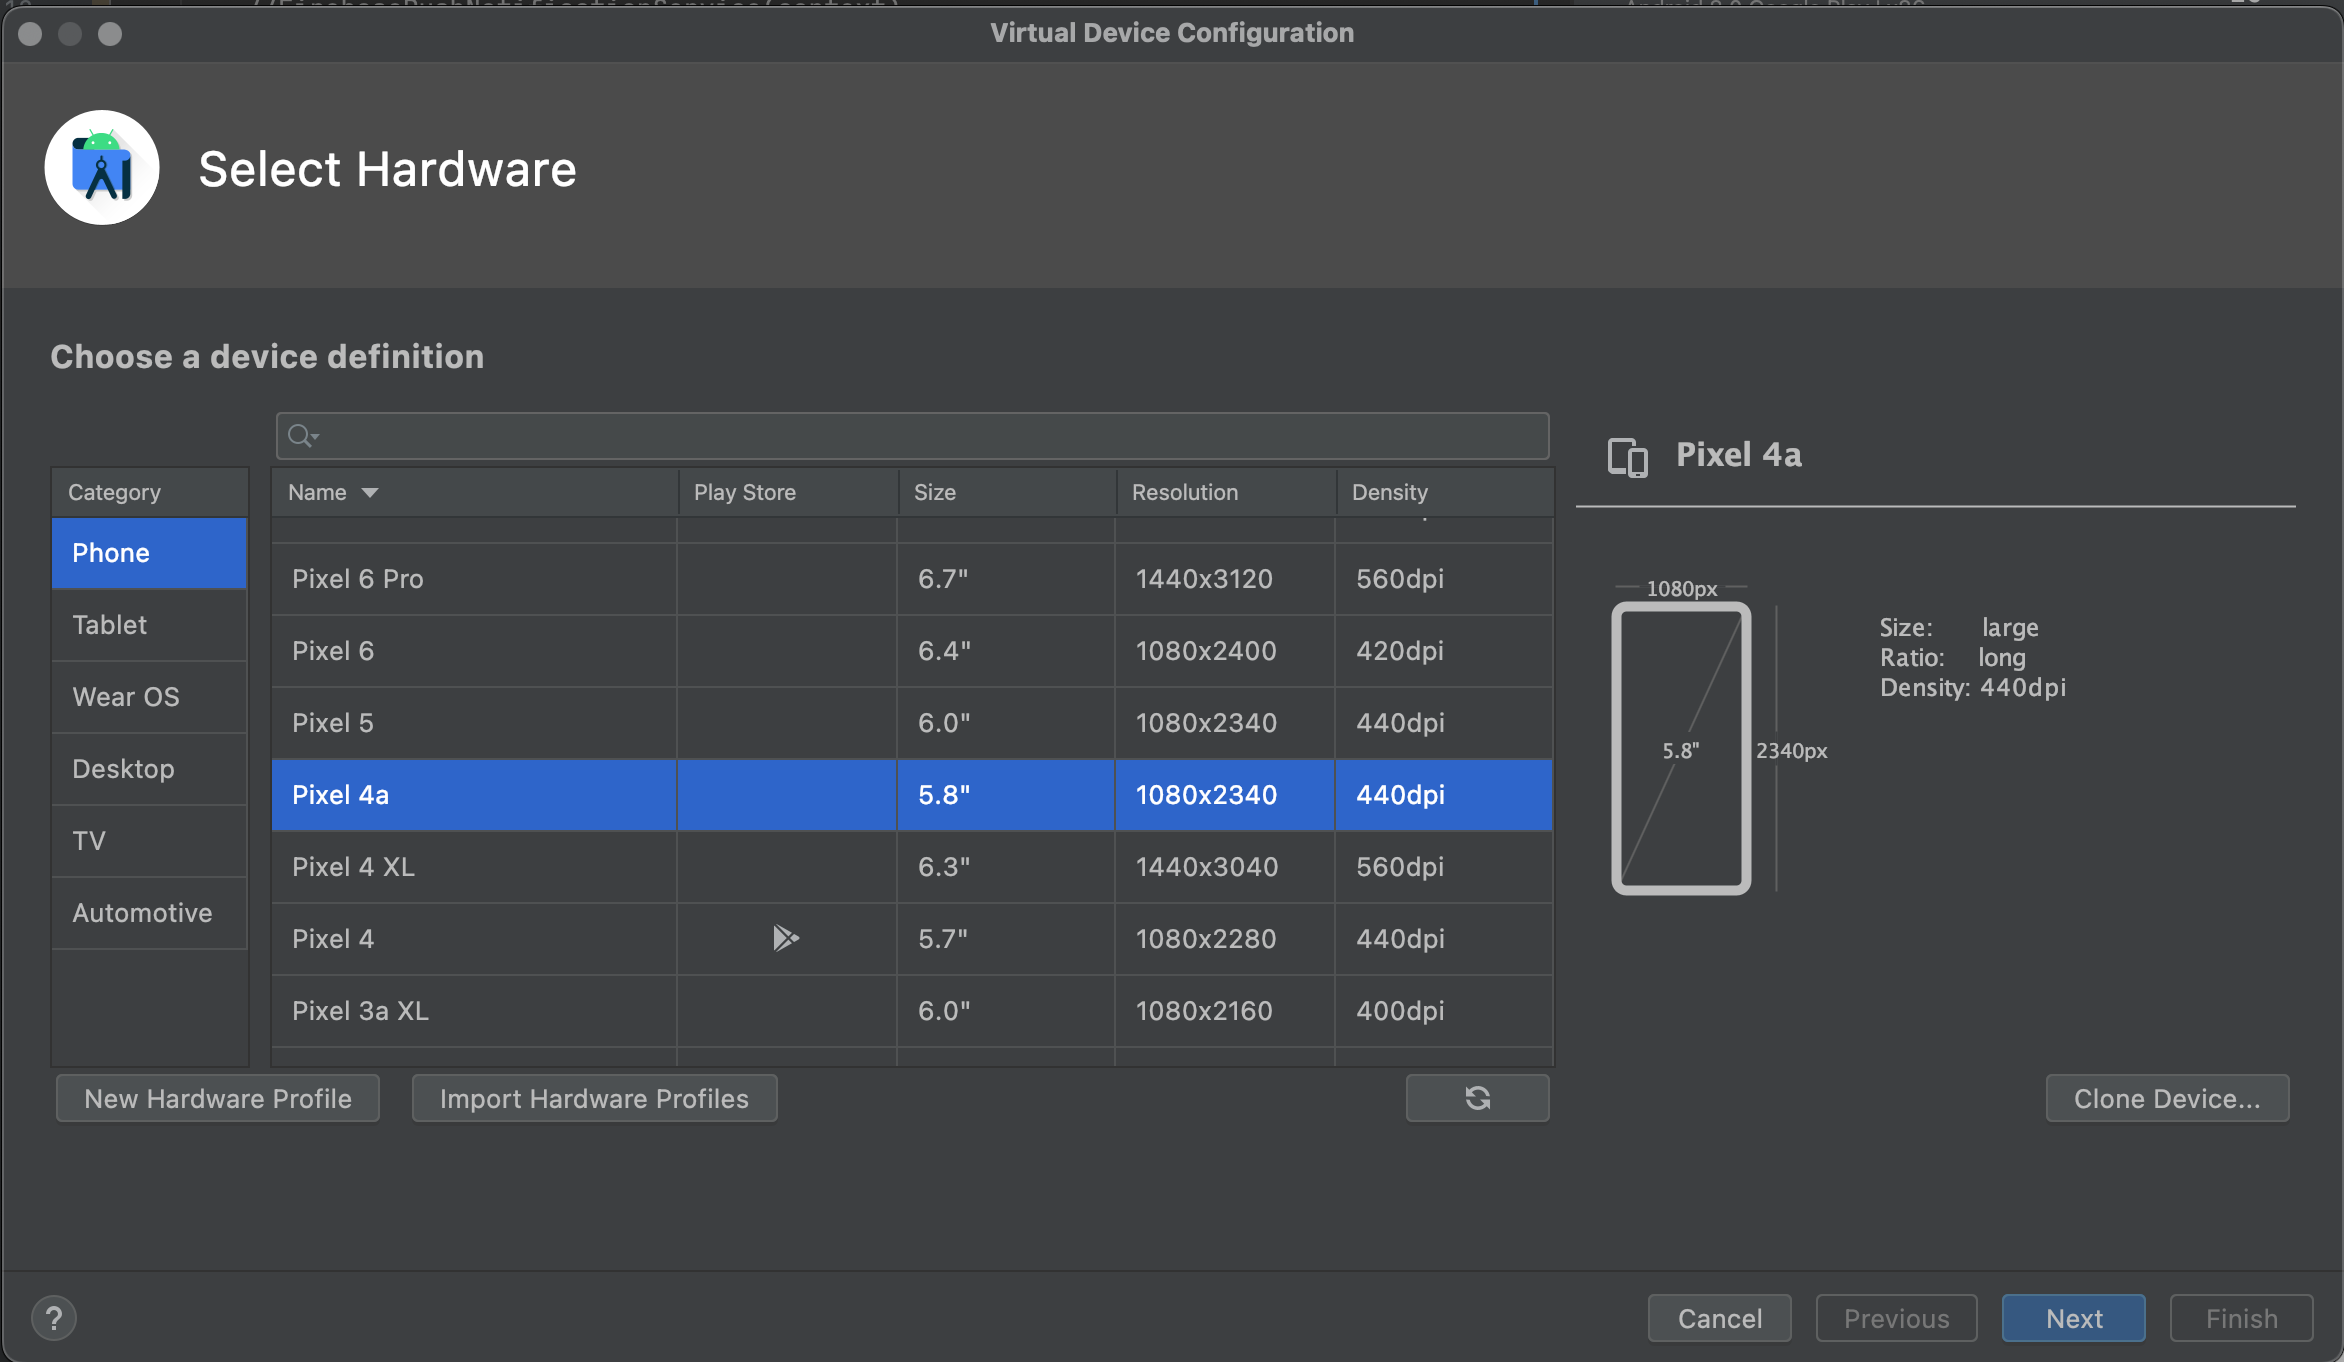 Virtual Device Configuration
Select Hardware
Choose a device definition
Category
Phone
Tablet
Wear OS
Desktop
TV
Automotive
Name Play Store Size Resolution Density
Pixel 6 Pro 6.7" 1440x3120 560dpi
Pixel 6 6.4" 1080x2400 420dpi
Pixel 5 6.0" 1080x2340 440dpi
Pixel 4a 5.8" 1080x2340 440dpi
Pixel 4 XL 6.3" 1440x3040 560dpi
Pixel 4 5.7" 1080x2280 440dpi
Pixel 3a XL 6.0" 1080x2160 400dpi
Pixel 4a
1080px
5.8"
2340px
Size: large
Ratio: long
Density: 440dpi
New Hardware Profile
Import Hardware Profiles
Clone Device...
?
Cancel
Previous
Next
Finish